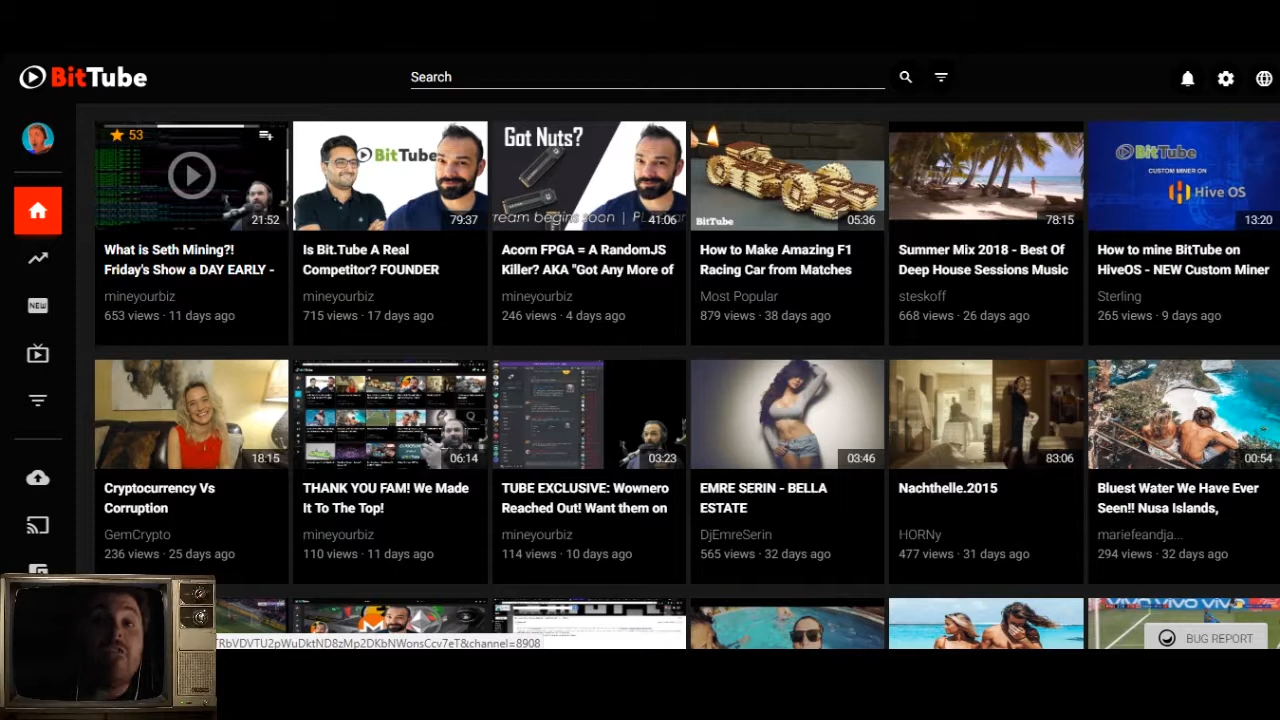 BitTube
Search
53
21:52
What is Seth Mining?!
Friday's Show a DAY EARLY -
mineyourbiz
653 views · 11 days ago
BitTube
79:37
Is Bit.Tube A Real
Competitor? FOUNDER
mineyourbiz
715 views · 17 days ago
Got Nuts?
ream begins soon
41:06
Acorn FPGA = A RandomJS
Killer? AKA "Got Any More of
mineyourbiz
246 views · 4 days ago
BitTube
05:36
How to Make Amazing F1
Racing Car from Matches
Most Popular
879 views · 38 days ago
78:15
Summer Mix 2018 - Best Of
Deep House Sessions Music
steskoff
668 views · 26 days ago
BitTube
CUSTOM MINER ON
Hive OS
13:20
How to mine BitTube on
HiveOS - NEW Custom Miner
Sterling
265 views · 9 days ago
NEW
18:15
Cryptocurrency Vs
Corruption
GemCrypto
236 views · 25 days ago
06:14
THANK YOU FAM! We Made
It To The Top!
mineyourbiz
110 views · 11 days ago
03:23
TUBE EXCLUSIVE: Wownero
Reached Out! Want them on
mineyourbiz
114 views · 10 days ago
03:46
EMRE SERIN - BELLA
ESTATE
DjEmreSerin
565 views · 32 days ago
83:06
Nachthelle.2015
HORNy
477 views · 31 days ago
00:54
Bluest Water We Have Ever
Seen!! Nusa Islands,
mariefeandja...
294 views · 32 days ago
BUG REPORT